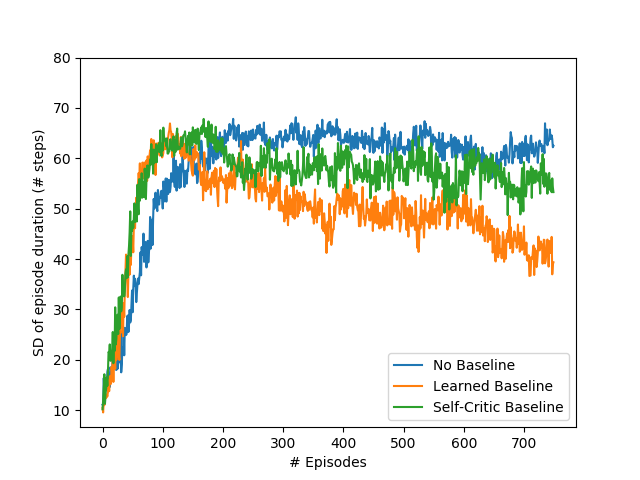 80
70
60
50
40
30
20
10
SD of episode duration (# steps)
No Baseline
Learned Baseline
Self-Critic Baseline
0 100 200 300 400 500 600 700
# Episodes